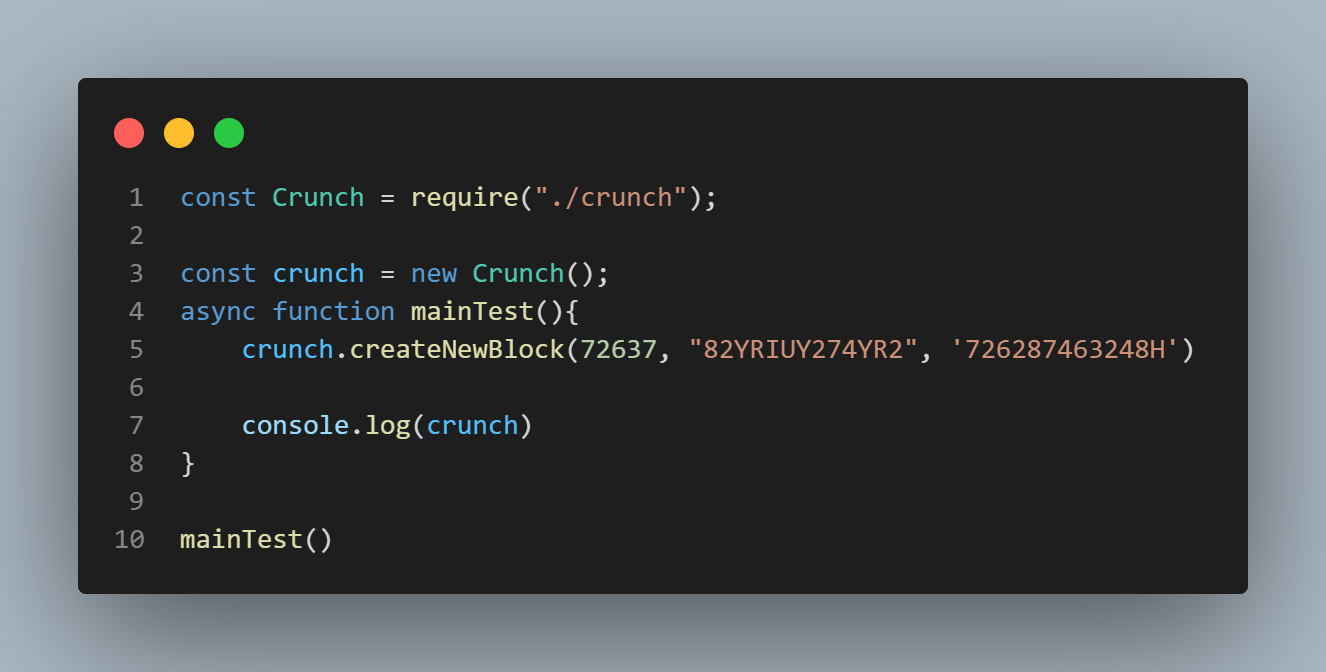 1 const Crunch = require("./crunch");
2
3 const crunch = new Crunch();
4 async function mainTest(){
5     crunch.createNewBlock(72637, "82YRIUY274YR2", '726287463248H')
6
7     console.log(crunch)
8 }
9
10 mainTest()